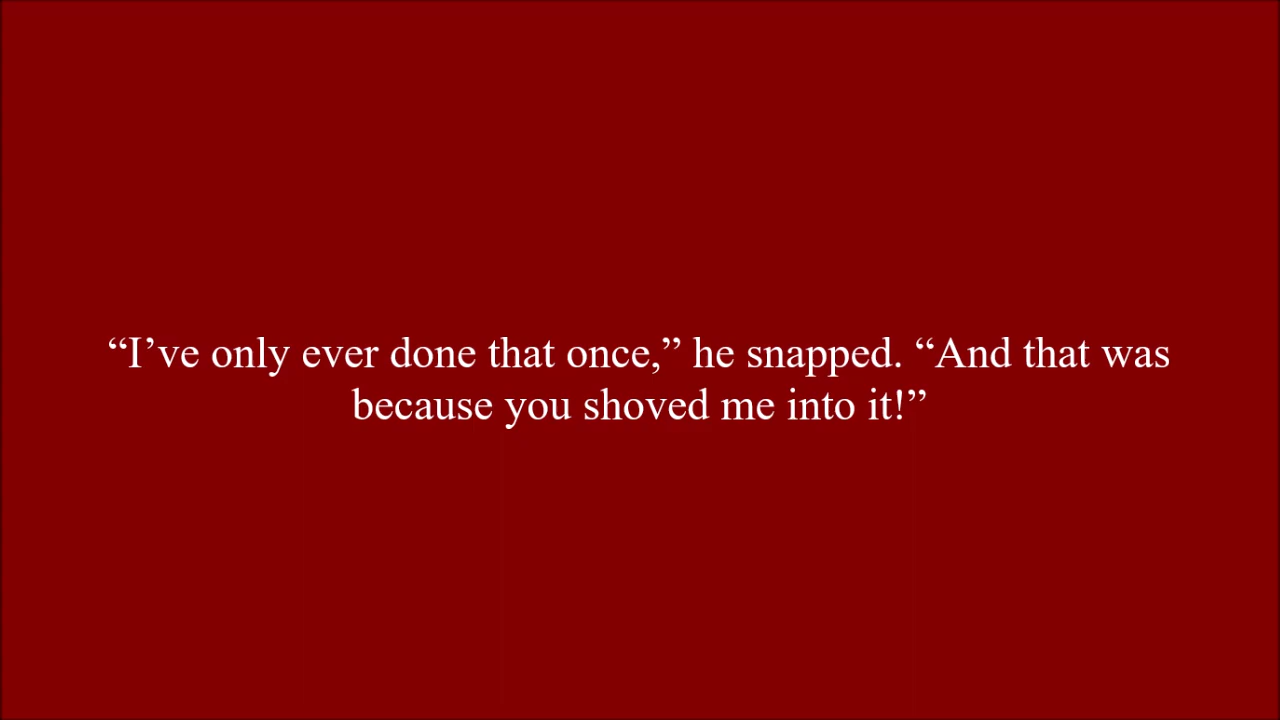 “I’ve only ever done that once,” he snapped. “And that was
because you shoved me into it!”